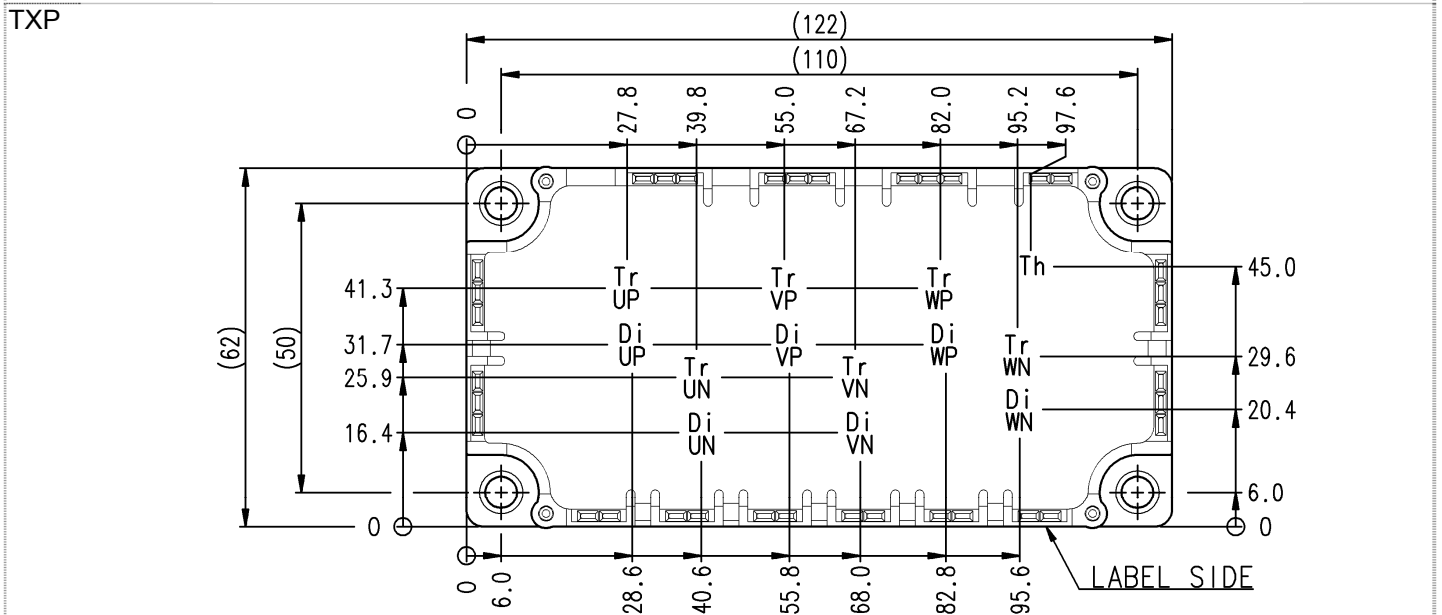 TXP
(122)
(110)
0
27.8
39.8
55.0
67.2
82.0
95.2
97.6
Th
45.0
Tr
UP
Tr
VP
Tr
WP
41.3
(62)
(50)
Di
UP
Di
VP
Di
WP
31.7
Tr
WN
29.6
Tr
UN
Tr
VN
25.9
Di
WN
20.4
Di
UN
Di
VN
16.4
6.0
0
0
0
6.0
28.6
40.6
55.8
68.0
82.8
95.6
LABEL SIDE